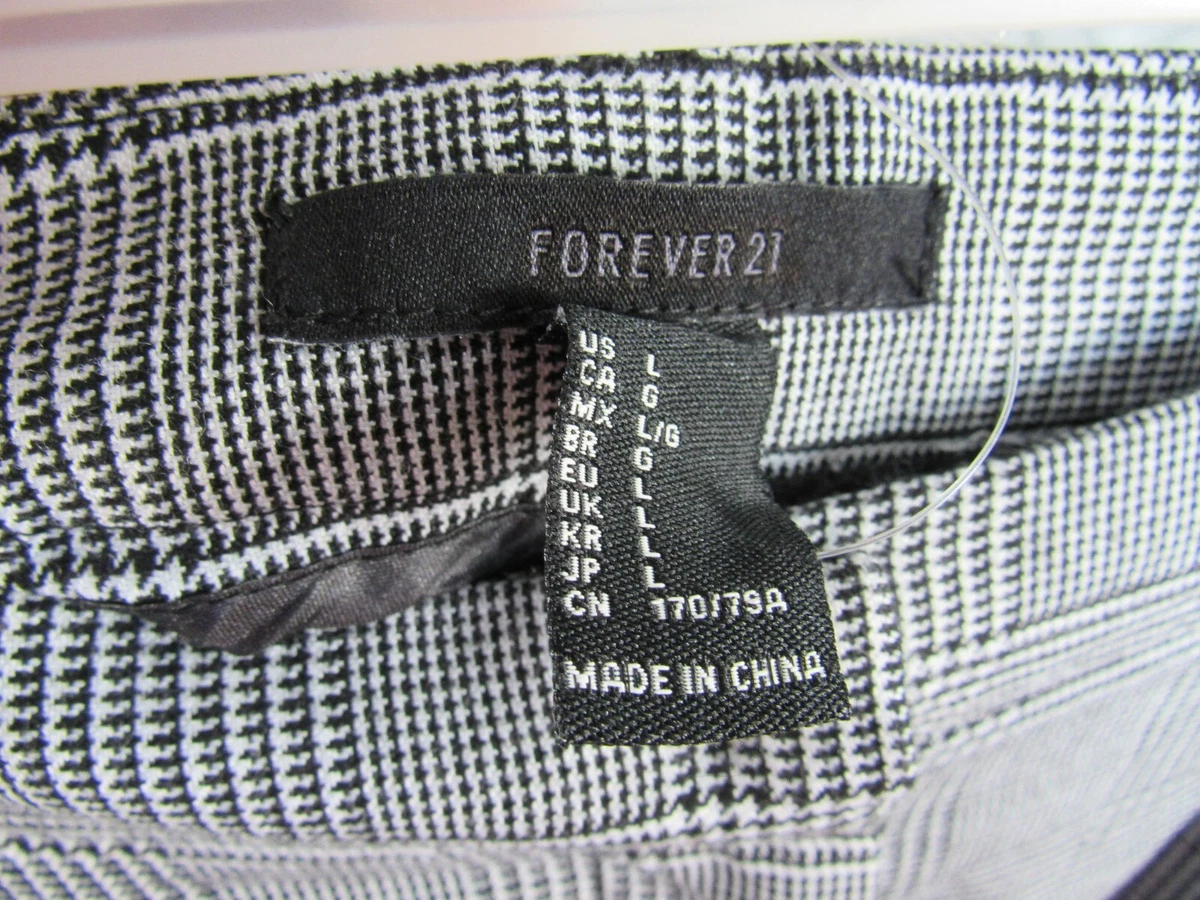 FOREVER 21
US L
CA G
MX L/G
BR G
EU L
UK L
KR L
JP L
CN 170/79A
MADE IN CHINA